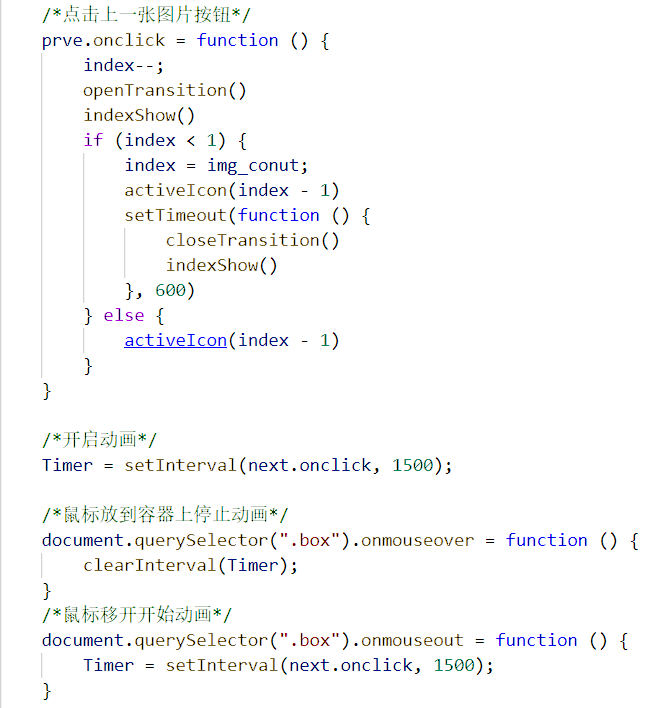 /*点击上一张图片按钮*/
prve.onclick = function () {
index--;
openTransition()
indexShow()
if (index < 1) {
index = img_conut;
activeIcon(index - 1)
setTimeout(function () {
closeTransition()
indexShow()
}, 600)
} else {
activeIcon(index - 1)
}
}
/*开启动画*/
Timer = setInterval(next.onclick, 1500);
/*鼠标放到容器上停止动画*/
document.querySelector(".box").onmouseover = function () {
clearInterval(Timer);
}
/*鼠标移开开始动画*/
document.querySelector(".box").onmouseout = function () {
Timer = setInterval(next.onclick, 1500);
}